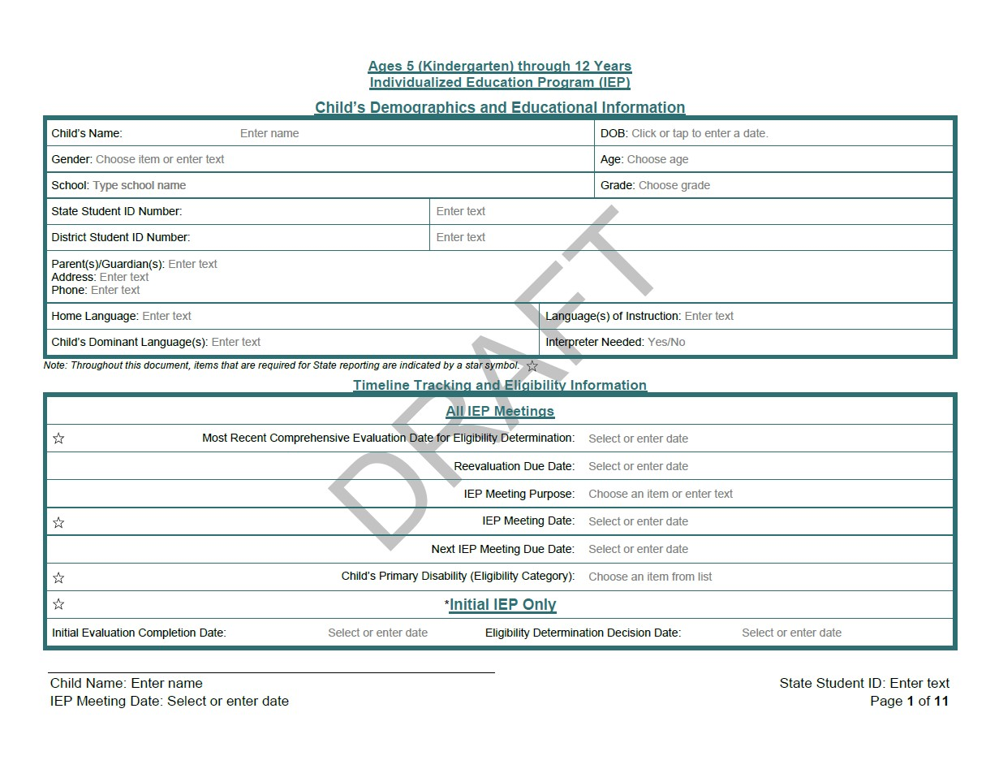 Ages 5 (Kindergarten) through 12 Years
Individualized Education Program (IEP)
Child's Demographics and Educational Information
Child's Name: Enter name DOB: Click or tap to enter a date.
Gender: Choose item or enter text Age: Choose age
School: Type school name Grade: Choose grade
State Student ID Number: Enter text
District Student ID Number: Enter text
Parent(s)/Guardian(s): Enter text
Address: Enter text
Phone: Enter text
Home Language: Enter text Language(s) of Instruction: Enter text
Child's Dominant Language(s): Enter text Interpreter Needed: Yes/No
Note: Throughout this document, items that are required for State reporting are indicated by a star symbol. ☆
Timeline Tracking and Eligibility Information
All IEP Meetings
☆ Most Recent Comprehensive Evaluation Date for Eligibility Determination: Select or enter date
Reevaluation Due Date: Select or enter date
IEP Meeting Purpose: Choose an item or enter text
☆ IEP Meeting Date: Select or enter date
Next IEP Meeting Due Date: Select or enter date
☆ Child's Primary Disability (Eligibility Category): Choose an item from list
☆ *Initial IEP Only
Initial Evaluation Completion Date: Select or enter date Eligibility Determination Decision Date: Select or enter date
DRAFT
Child Name: Enter name State Student ID: Enter text
IEP Meeting Date: Select or enter date Page 1 of 11